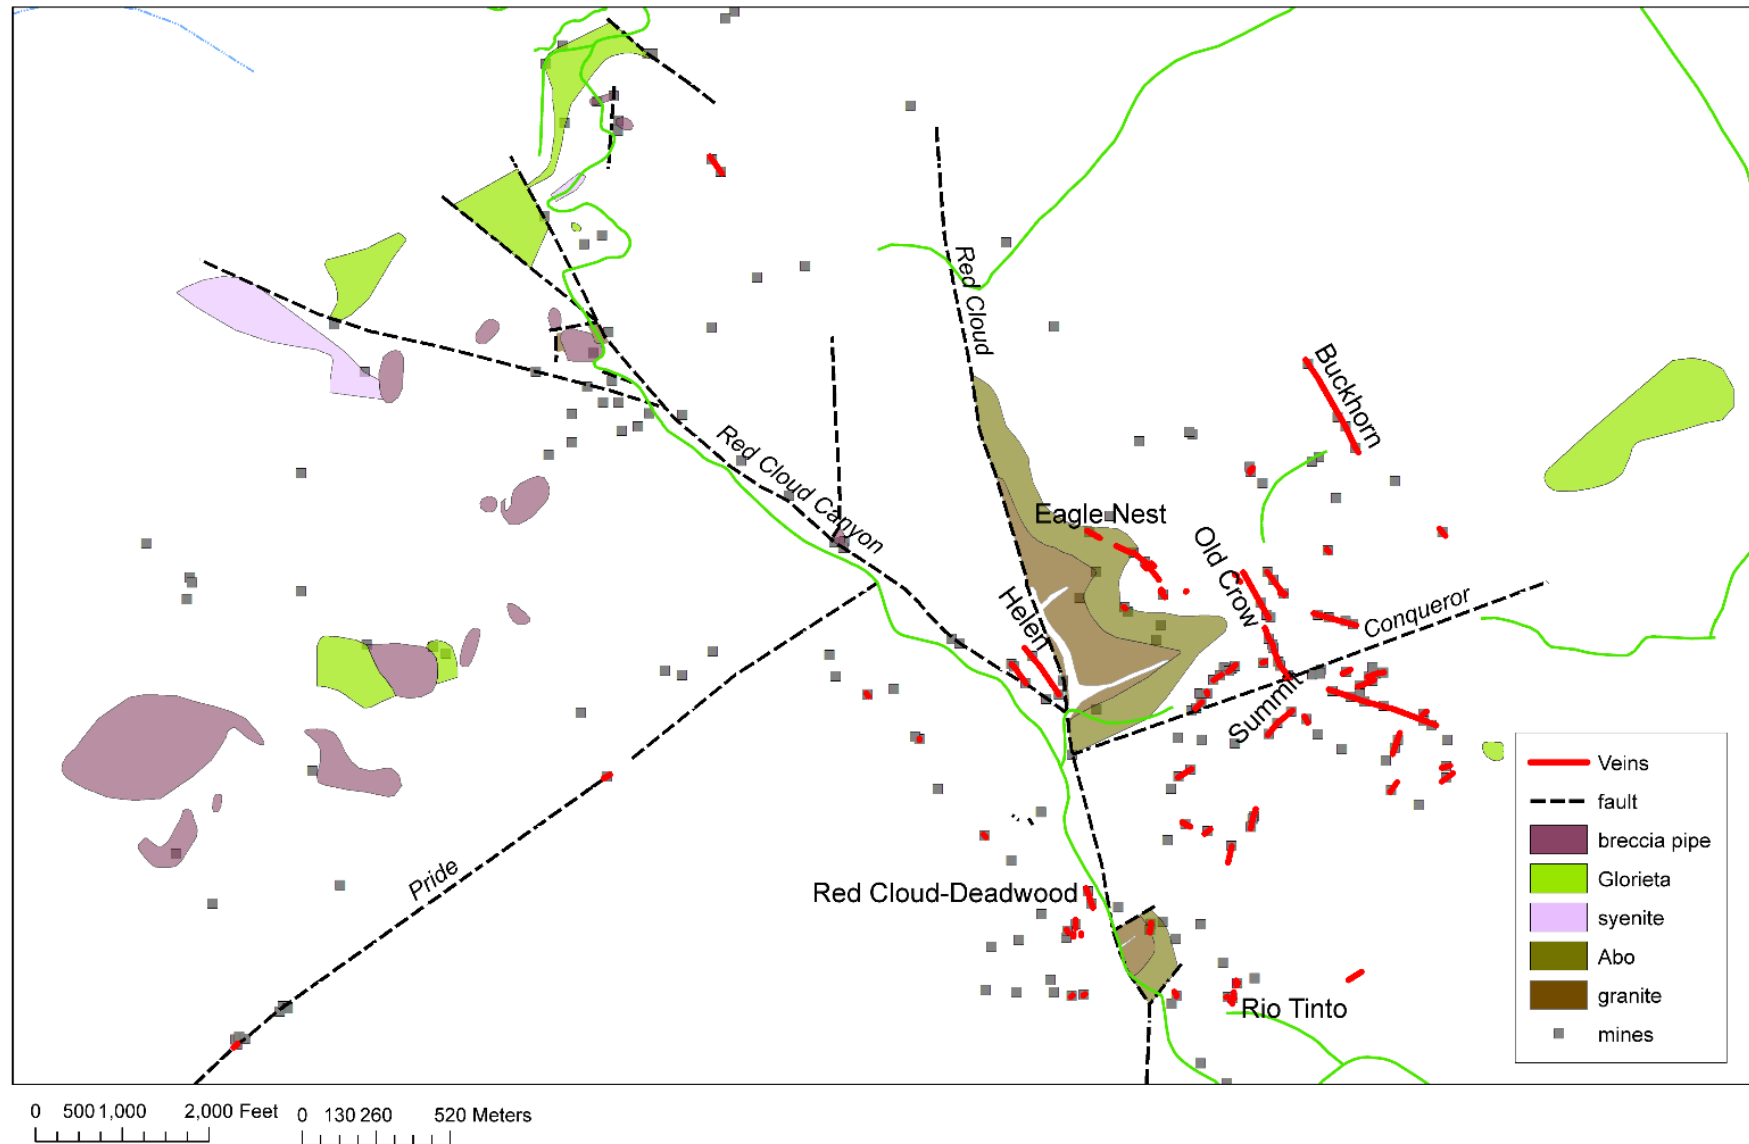 Red Cloud
Buckhorn
Red Cloud Canyon
Eagle Nest
Old Crow
Helen
Conqueror
Summit
Pride
Red Cloud-Deadwood
Rio Tinto
Veins
fault
breccia pipe
Glorieta
syenite
Abo
granite
mines
0 500 1,000 2,000 Feet
0 130 260 520 Meters